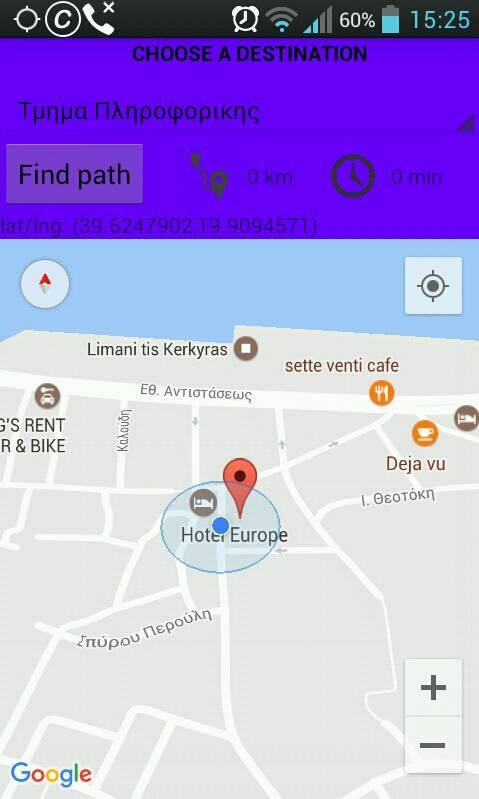 60% 15:25
CHOOSE A DESTINATION
Τμημα Πληροφορικης
Find path
0 km
0 min
lat/lng: (39.6247902,19.9094571)
Limani tis Kerkyras
sette venti cafe
Εθ. Αντιστάσεως
Καλούδη
G'S RENT
R & BIKE
Deja vu
Ι. Θεοτόκη
Hotel Europe
Σπύρου Περούλη
Google